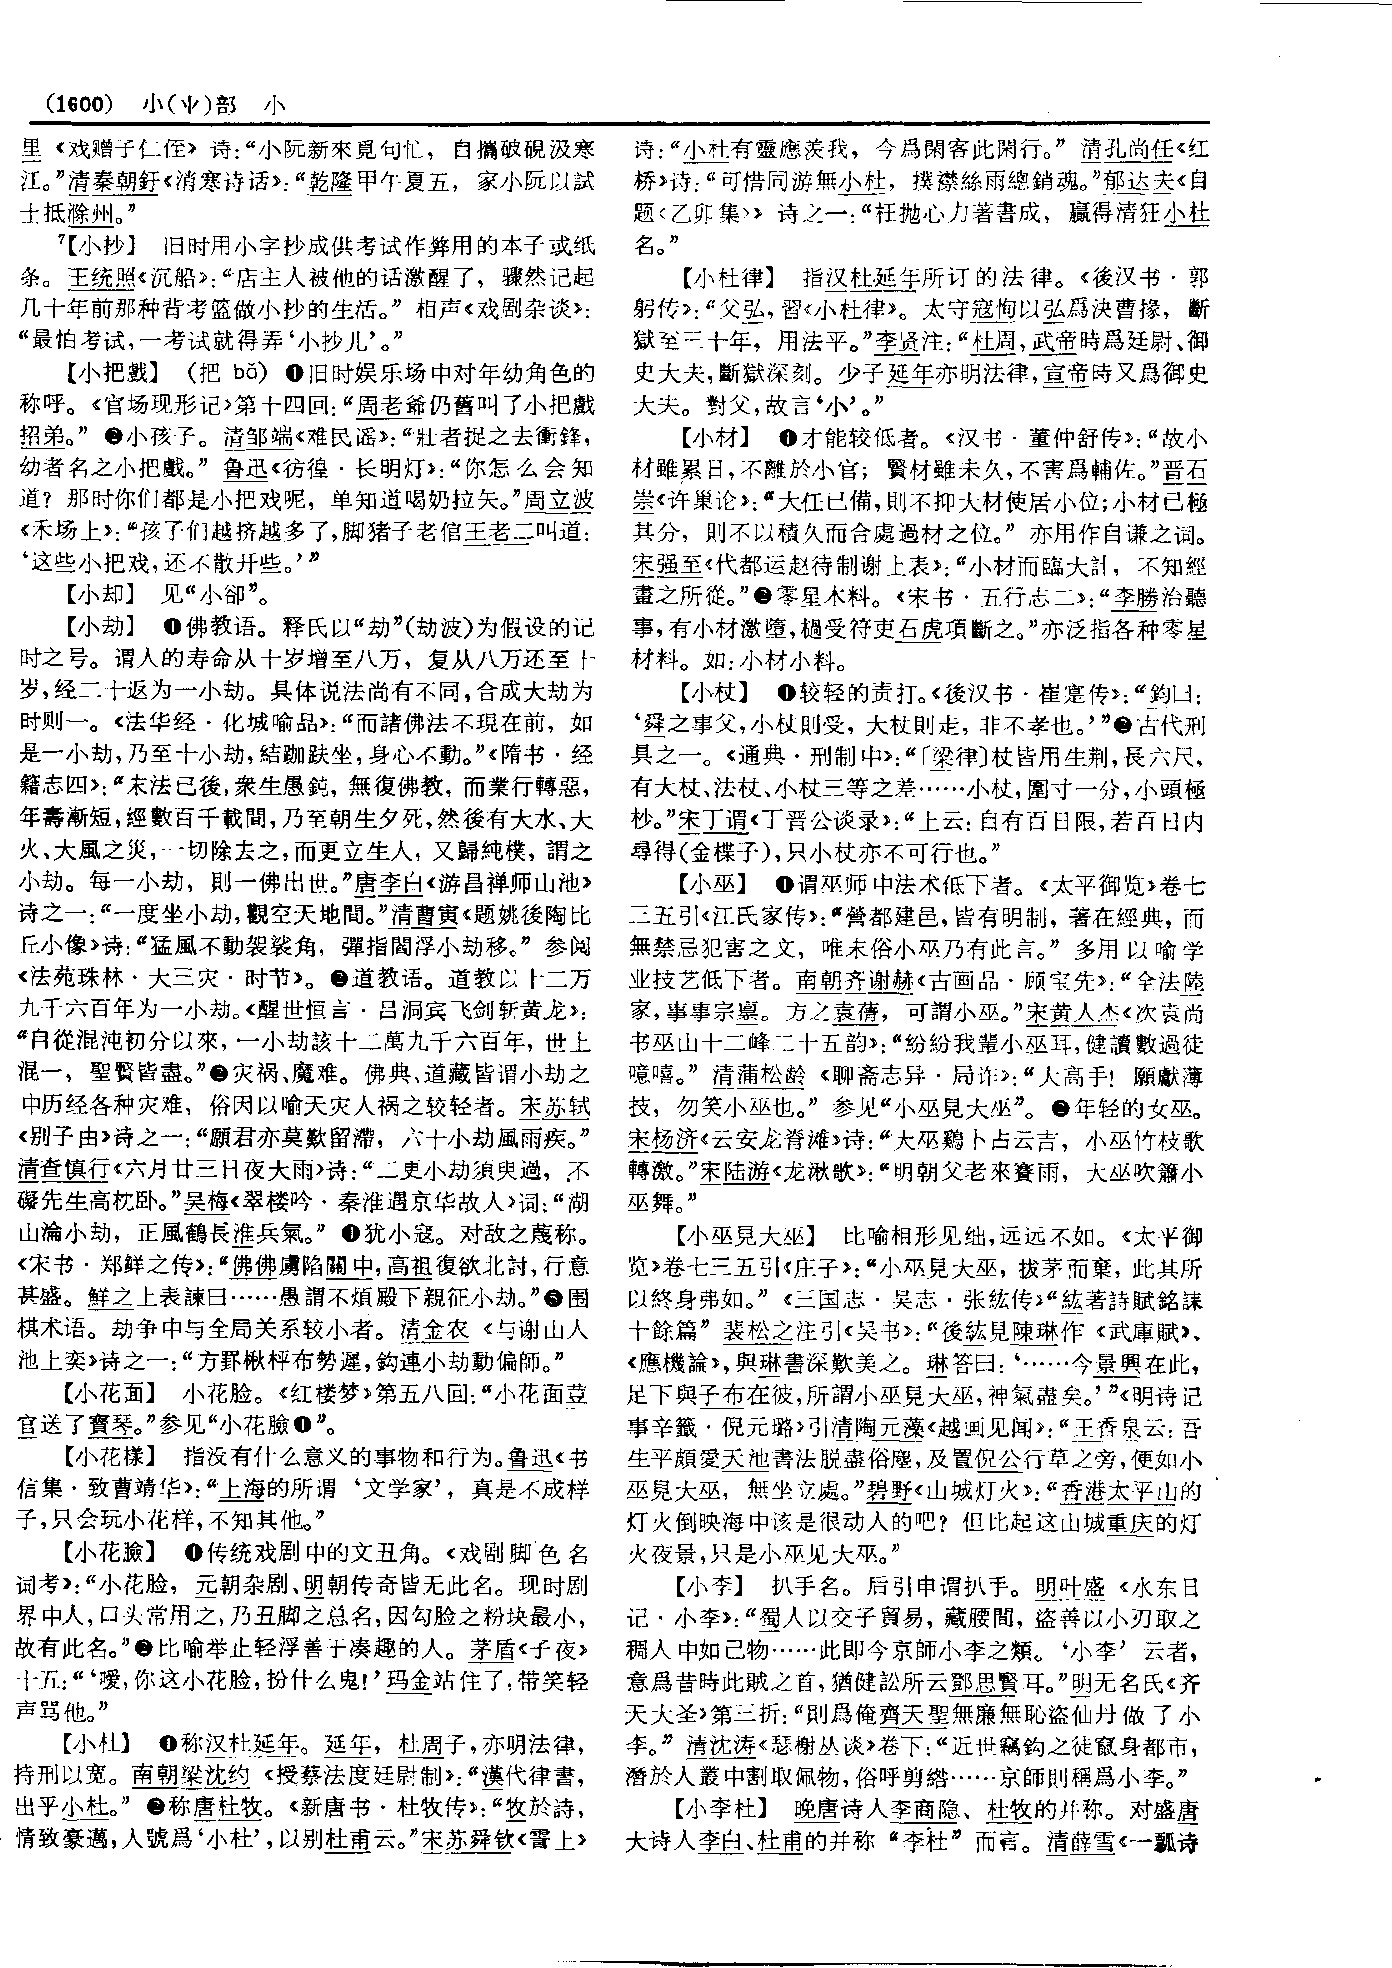 (1600) 小(⺌)部 小
里《戏赠子仁侄》诗：“小阮新來覓句忙，自攜破硯汲寒
江。”清秦朝釪《消寒诗话》：“乾隆甲午夏五，家小阮以試
士抵滁州。”
7【小抄】 旧时用小字抄成供考试作弊用的本子或纸
条。王统照《沉船》：“店主人被他的话激醒了，骤然记起
几十年前那种背考篮做小抄的生活。”相声《戏剧杂谈》：
“最怕考试，一考试就得弄‘小抄儿’。”
【小把戲】（把 bǎ）❶旧时娱乐场中对年幼角色的
称呼。《官场现形记》第十四回：“周老爺仍舊叫了小把戲
招弟。”❷小孩子。清邹端《难民谣》：“壯者捉之去衝鋒，
幼者名之小把戲。”鲁迅《彷徨·长明灯》：“你怎么会知
道？那时你们都是小把戏呢，单知道喝奶拉矢。”周立波
《禾场上》：“孩子们越挤越多了，脚猪子老倌王老二叫道：
‘这些小把戏，还不散开些。’”
【小却】 见“小卻”。
【小劫】 ❶佛教语。释氏以“劫”(劫波)为假设的记
时之号。谓人的寿命从十岁增至八万，复从八万还至十
岁，经二十返为一小劫。具体说法尚有不同，合成大劫为
时则一。《法华经·化城喻品》：“而諸佛法不現在前，如
是一小劫，乃至十小劫，結跏趺坐，身心不動。”《隋书·经
籍志四》：“末法已後，衆生愚鈍，無復佛教，而業行轉惡，
年壽漸短，經數百千載間，乃至朝生夕死，然後有大水、大
火、大風之災，一切除去之，而更立生人，又歸純樸，謂之
小劫。每一小劫，則一佛出世。”唐李白《游昌禅师山池》
诗之一：“一度坐小劫，觀空天地間。”清曹寅《题姚後陶比
丘小像》诗：“猛風不動袈裟角，彈指閻浮小劫移。”参阅
《法苑珠林·大三灾·时节》。❷道教语。道教以十二万
九千六百年为一小劫。《醒世恒言·吕洞宾飞剑斩黄龙》：
“自從混沌初分以來，一小劫該十二萬九千六百年，世上
混一，聖賢皆盡。”❸灾祸、魔难。佛典、道藏皆谓小劫之
中历经各种灾难，俗因以喻天灾人祸之较轻者。宋苏轼
《别子由》诗之一：“願君亦莫歎留滯，六十小劫風雨疾。”
清查慎行《六月廿三日夜大雨》诗：“二更小劫須臾過，不
礙先生高枕卧。”吴梅《翠楼吟·秦淮遇京华故人》词：“湖
山淪小劫，正風鶴長淮兵氣。”❹犹小寇。对敌之蔑称。
《宋书·郑鲜之传》：“佛佛虜陷關中，高祖復欲北討，行意
甚盛。鮮之上表諫曰……愚謂不煩殿下親征小劫。”❺围
棋术语。劫争中与全局关系较小者。清金农《与谢山人
池上奕》诗之一：“方罫楸枰布勢遲，鈎連小劫動偏師。”
【小花面】 小花脸。《红楼梦》第五八回：“小花面荳
官送了寶琴。”参见“小花臉❶”。
【小花樣】 指没有什么意义的事物和行为。鲁迅《书
信集·致曹靖华》：“上海的所谓‘文学家’，真是不成样
子，只会玩小花样，不知其他。”
【小花臉】 ❶传统戏剧中的文丑角。《戏剧脚色名
词考》：“小花脸，元朝杂剧、明朝传奇皆无此名。现时剧
界中人，口头常用之，乃丑脚之总名，因勾脸之粉块最小，
故有此名。”❷比喻举止轻浮善于凑趣的人。茅盾《子夜》
十五：“‘嗳，你这小花脸，扮什么鬼！’玛金站住了，带笑轻
声骂他。”
【小杜】 ❶称汉杜延年。延年，杜周子，亦明法律，
持刑以宽。南朝梁沈约《授蔡法度廷尉制》：“漢代律書，
出乎小杜。”❷称唐杜牧。《新唐书·杜牧传》：“牧於詩，
情致豪邁，人號爲‘小杜’，以别杜甫云。”宋苏舜钦《霅上》
诗：“小杜有靈應羨我，今爲閑客此閑行。”清孔尚任《红
桥》诗：“可惜同游無小杜，撲襟絲雨總銷魂。”郁达夫《自
题〈乙卯集〉》诗之一：“枉抛心力著書成，贏得清狂小杜
名。”
【小杜律】 指汉杜延年所订的法律。《後汉书·郭
躬传》：“父弘，習《小杜律》。太守寇恂以弘爲決曹掾，斷
獄至三十年，用法平。”李贤注：“杜周，武帝時爲廷尉、御
史大夫，斷獄深刻。少子延年亦明法律，宣帝時又爲御史
大夫。對父，故言‘小’。”
【小材】 ❶才能较低者。《汉书·董仲舒传》：“故小
材雖累日，不離於小官；賢材雖未久，不害爲輔佐。”晋石
崇《许巢论》：“大任已備，則不抑大材使居小位；小材已極
其分，則不以積久而合處過材之位。”亦用作自谦之词。
宋强至《代都运赵待制谢上表》：“小材而臨大計，不知經
畫之所從。”❷零星木料。《宋书·五行志二》：“李勝治聽
事，有小材激墮，檛受符吏石虎項斷之。”亦泛指各种零星
材料。如：小材小料。
【小杖】 ❶较轻的责打。《後汉书·崔寔传》：“鈞曰：
‘舜之事父，小杖則受，大杖則走，非不孝也。’”❷古代刑
具之一。《通典·刑制中》：“〔梁律〕杖皆用生荆，長六尺，
有大杖、法杖、小杖三等之差……小杖，圍寸一分，小頭極
杪。”宋丁谓《丁晋公谈录》：“上云：自有百日限，若百日内
尋得(金楪子)，只小杖亦不可行也。”
【小巫】 ❶谓巫师中法术低下者。《太平御览》卷七
三五引《江氏家传》：“營都建邑，皆有明制，著在經典，而
無禁忌犯害之文，唯末俗小巫乃有此言。”多用以喻学
业技艺低下者。南朝齐谢赫《古画品·顾宝先》：“全法陸
家，事事宗稟。方之袁蒨，可謂小巫。”宋黄人杰《次袁尚
书巫山十二峰二十五韵》：“紛紛我輩小巫耳，健讀數過徒
噫嘻。”清蒲松龄《聊斋志异·局诈》：“大高手！願獻薄
技，勿笑小巫也。”参见“小巫見大巫”。❷年轻的女巫。
宋杨济《云安龙脊滩》诗：“大巫鷄卜占云吉，小巫竹枝歌
轉激。”宋陆游《龙湫歌》：“明朝父老來賽雨，大巫吹簫小
巫舞。”
【小巫見大巫】 比喻相形见绌，远远不如。《太平御
览》卷七三五引《庄子》：“小巫見大巫，拔茅而棄，此其所
以終身弗如。”《三国志·吴志·张纮传》“紘著詩賦銘誄
十餘篇”裴松之注引《吴书》：“後紘見陳琳作《武庫賦》、
《應機論》，與琳書深歎美之。琳答曰：‘……今景興在此，
足下與子布在彼，所謂小巫見大巫，神氣盡矣。’”《明诗记
事辛籤·倪元璐》引清陶元藻《越画见闻》：“王香泉云：吾
生平頗愛天池書法脱盡俗塵，及置倪公行草之旁，便如小
巫見大巫，無坐立處。”碧野《山城灯火》：“香港太平山的
灯火倒映海中该是很动人的吧？但比起这山城重庆的灯
火夜景，只是小巫见大巫。”
【小李】 扒手名。后引申谓扒手。明叶盛《水东日
记·小李》：“蜀人以交子貿易，藏腰間，盜善以小刃取之
稠人中如己物……此即今京師小李之類。‘小李’云者，
意爲昔時此賊之首，猶健訟所云鄧思賢耳。”明无名氏《齐
天大圣》第三折：“則爲俺齊天聖無廉無恥盜仙丹做了小
李。”清沈涛《瑟榭丛谈》卷下：“近世竊鈎之徒竄身都市，
潛於人叢中割取佩物，俗呼剪綹……京師則稱爲小李。”
【小李杜】 晚唐诗人李商隐、杜牧的并称。对盛唐
大诗人李白、杜甫的并称“李杜”而言。清薛雪《一瓢诗